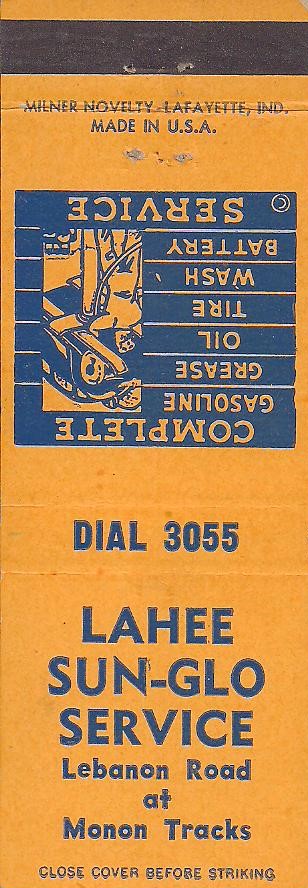 MILNER NOVELTY-LAFAYETTE, IND.
MADE IN U.S.A.
COMPLETE
GASOLINE
GREASE
OIL
TIRE
WASH
BATTERY
SERVICE
©
DIAL 3055
LAHEE
SUN-GLO
SERVICE
Lebanon Road
at
Monon Tracks
CLOSE COVER BEFORE STRIKING